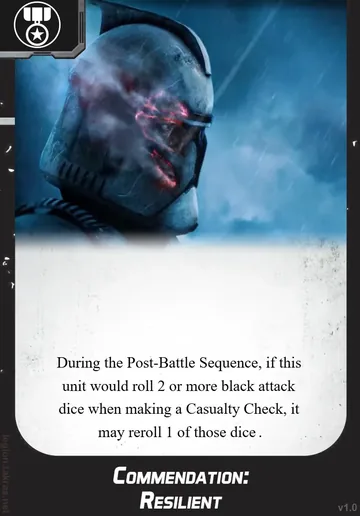 During the Post-Battle Sequence, if this
unit would roll 2 or more black attack
dice when making a Casualty Check, it
may reroll 1 of those dice .
Commendation:
Resilient
v1.0